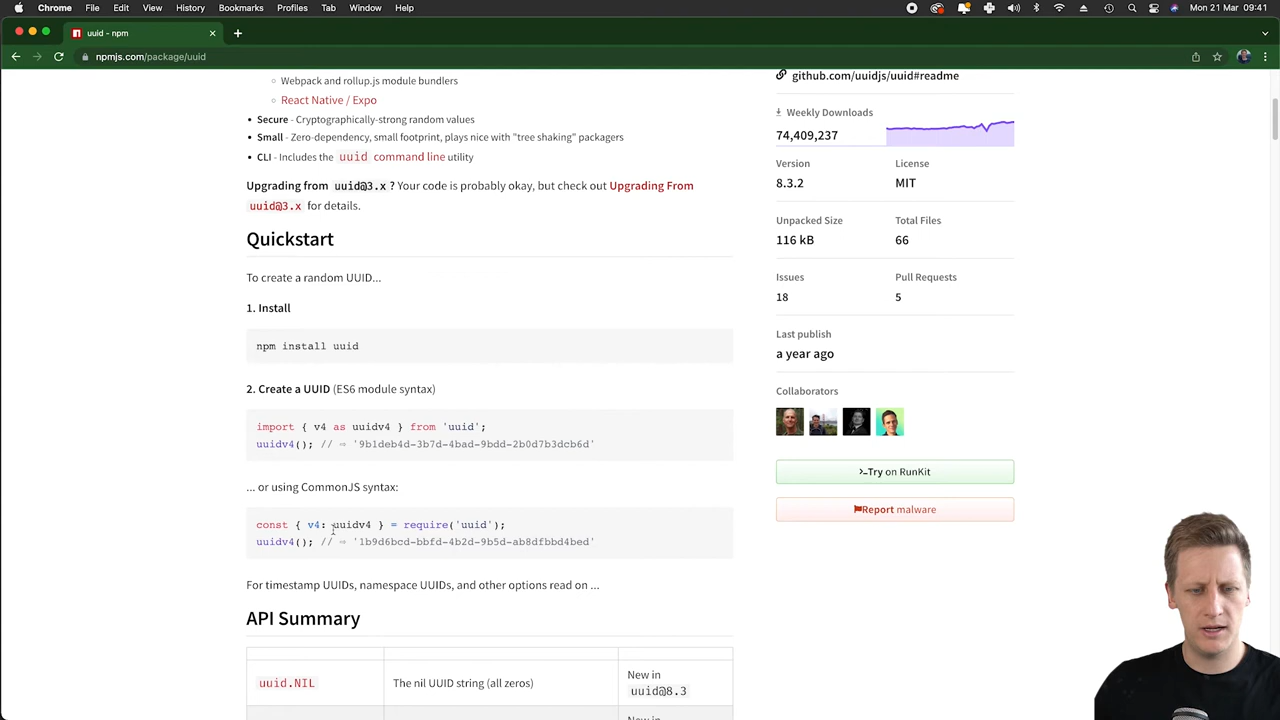 Chrome File Edit View History Bookmarks Profiles Tab Window Help Mon 21 Mar 09:41
uuid - npm
npmjs.com/package/uuid
Webpack and rollup.js module bundlers
React Native / Expo
Secure - Cryptographically-strong random values
Small - Zero-dependency, small footprint, plays nice with "tree shaking" packagers
CLI - Includes the uuid command line utility
Upgrading from uuid@3.x ? Your code is probably okay, but check out Upgrading From
uuid@3.x for details.
Quickstart
To create a random UUID...
1. Install
npm install uuid
2. Create a UUID (ES6 module syntax)
import { v4 as uuidv4 } from 'uuid';
uuidv4(); // ⇨ '9b1deb4d-3b7d-4bad-9bdd-2b0d7b3dcb6d'
... or using CommonJS syntax:
const { v4: uuidv4 } = require('uuid');
uuidv4(); // ⇨ '1b9d6bcd-bbfd-4b2d-9b5d-ab8dfbbd4bed'
For timestamp UUIDs, namespace UUIDs, and other options read on ...
API Summary
uuid.NIL The nil UUID string (all zeros) New in
uuid@8.3
New in
github.com/uuidjs/uuid#readme
Weekly Downloads
74,409,237
Version License
8.3.2 MIT
Unpacked Size Total Files
116 kB 66
Issues Pull Requests
18 5
Last publish
a year ago
Collaborators
>-Try on RunKit
Report malware